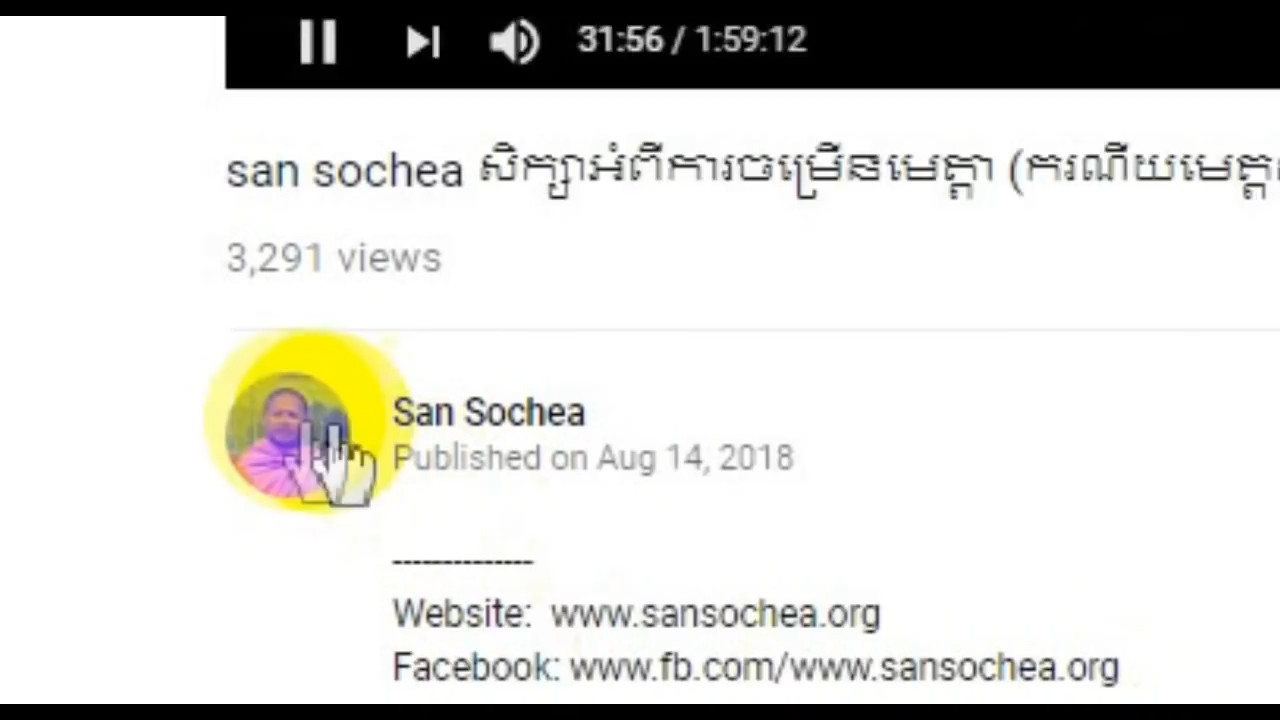 31:56 / 1:59:12
san sochea សិក្សាអំពីការចម្រើនមេត្តា (ករណីយមេត្ត
3,291 views
San Sochea
Published on Aug 14, 2018
---------------
Website: www.sansochea.org
Facebook: www.fb.com/www.sansochea.org